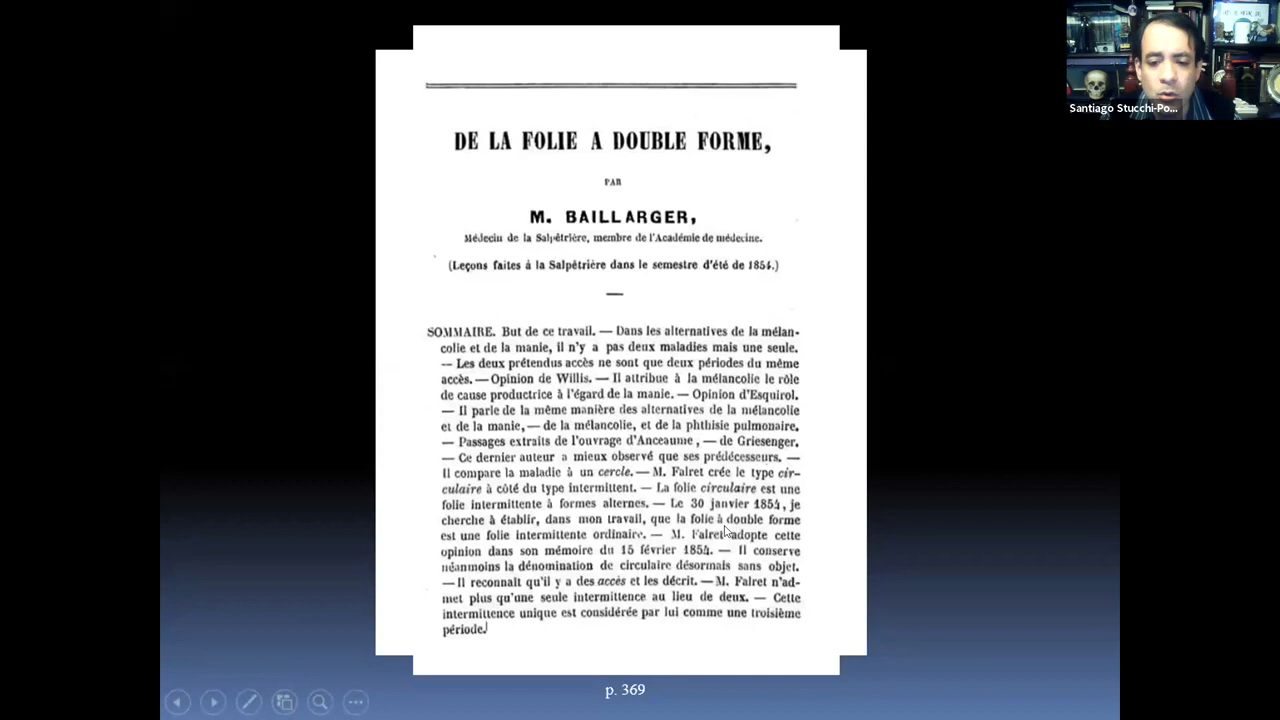 Santiago Stucchi-Po...
DE LA FOLIE A DOUBLE FORME,
PAR
M. BAILLARGER,
Médecin de la Salpêtrière, membre de l'Académie de médecine.
(Leçons faites à la Salpêtrière dans le semestre d'été de 1854.)
SOMMAIRE. But de ce travail. — Dans les alternatives de la mélan-
colie et de la manie, il n'y a pas deux maladies mais une seule.
— Les deux prétendus accès ne sont que deux périodes du même
accès. — Opinion de Willis. — Il attribue à la mélancolie le rôle
de cause productrice à l'égard de la manie. — Opinion d'Esquirol.
— Il parle de la même manière des alternatives de la mélancolie
et de la manie, — de la mélancolie, et de la phthisie pulmonaire.
— Passages extraits de l'ouvrage d'Anceaume, — de Griesenger.
— Ce dernier auteur a mieux observé que ses prédécesseurs. —
Il compare la maladie à un cercle. — M. Falret crée le type cir-
culaire à côté du type intermittent. — La folie circulaire est une
folie intermittente à formes alternes. — Le 30 janvier 1854, je
cherche à établir, dans mon travail, que la folie à double forme
est une folie intermittente ordinaire. — M. Falret adopte cette
opinion dans son mémoire du 15 février 1854. — Il conserve
néanmoins la dénomination de circulaire désormais sans objet.
— Il reconnaît qu'il y a des accès et les décrit. — M. Falret n'ad-
met plus qu'une seule intermittence au lieu de deux. — Cette
intermittence unique est considérée par lui comme une troisième
période.
p. 369